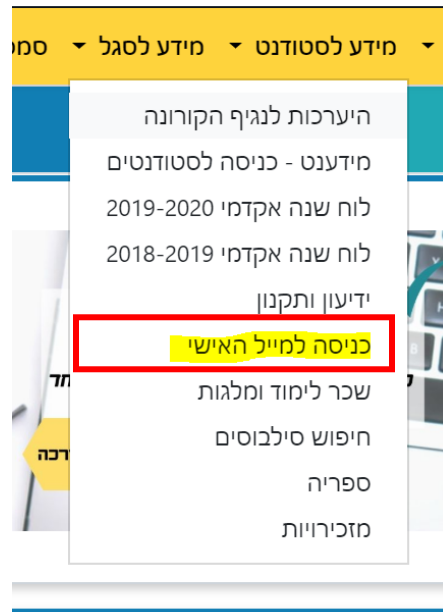 מידע לסטודנט מידע לסגל
היערכות לנגיף הקורונה
מידענט - כניסה לסטודנטים
לוח שנה אקדמי 2019-2020
לוח שנה אקדמי 2018-2019
ידיעון ותקנון
כניסה למייל האישי
שכר לימוד ומלגות
חיפוש סילבוסים
ספריה
מזכירויות